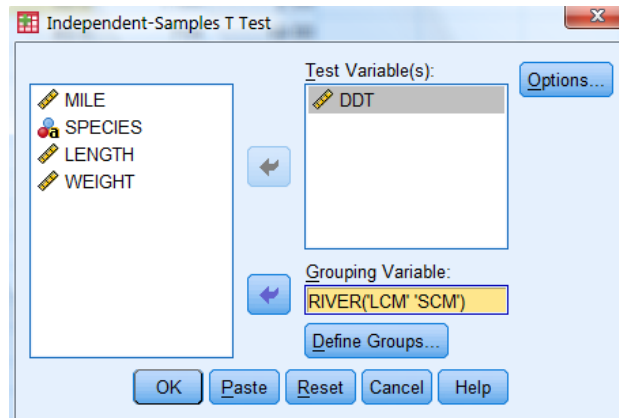 Independent-Samples T Test
x
Test Variable(s):
Options...
MILE
a SPECIES
LENGTH
WEIGHT
DDT
Grouping Variable:
RIVER('LCM' 'SCM')
Define Groups...
OK Paste Reset Cancel Help